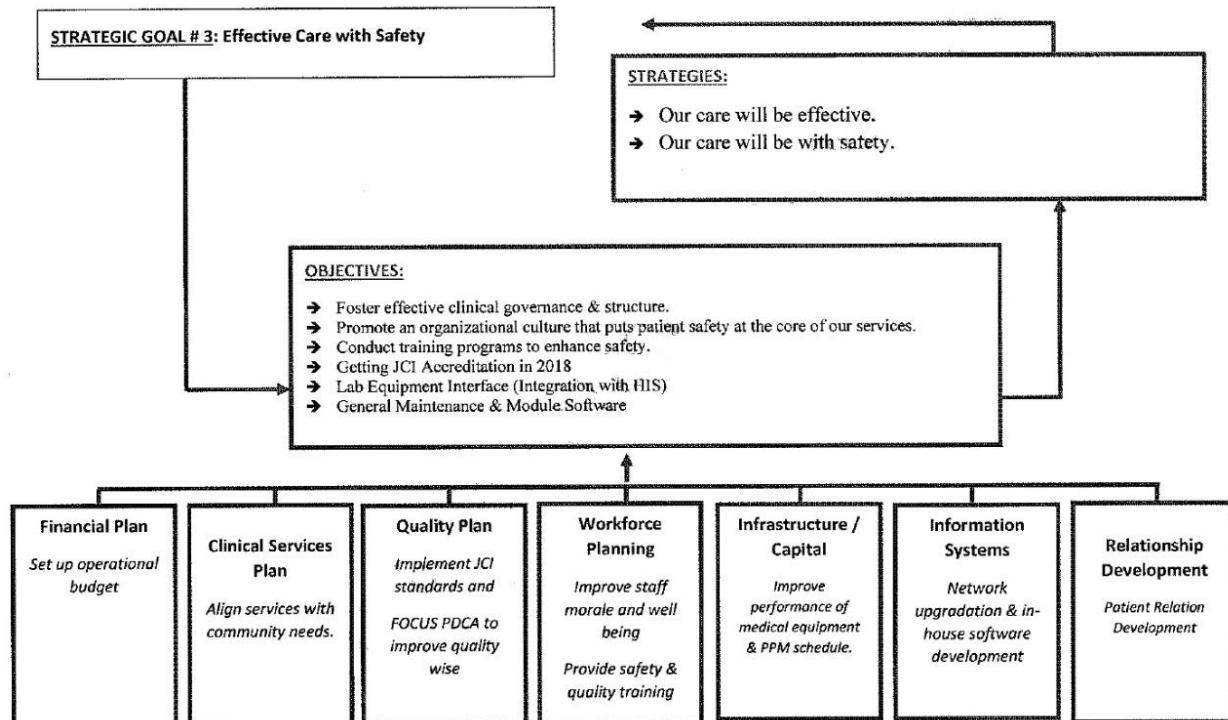 STRATEGIC GOAL # 3: Effective Care with Safety
STRATEGIES:
➔ Our care will be effective.
➔ Our care will be with safety.
OBJECTIVES:
➔ Foster effective clinical governance & structure.
➔ Promote an organizational culture that puts patient safety at the core of our services.
➔ Conduct training programs to enhance safety.
➔ Getting JCI Accreditation in 2018
➔ Lab Equipment Interface (Integration with HIS)
➔ General Maintenance & Module Software
Financial Plan
Set up operational
budget
Clinical Services
Plan
Align services with
community needs.
Quality Plan
Implement JCI
standards and
FOCUS PDCA to
improve quality
wise
Workforce
Planning
Improve staff
morale and well
being
Provide safety &
quality training
Infrastructure /
Capital
Improve
performance of
medical equipment
& PPM schedule.
Information
Systems
Network
upgradation & in-
house software
development
Relationship
Development
Patient Relation
Development